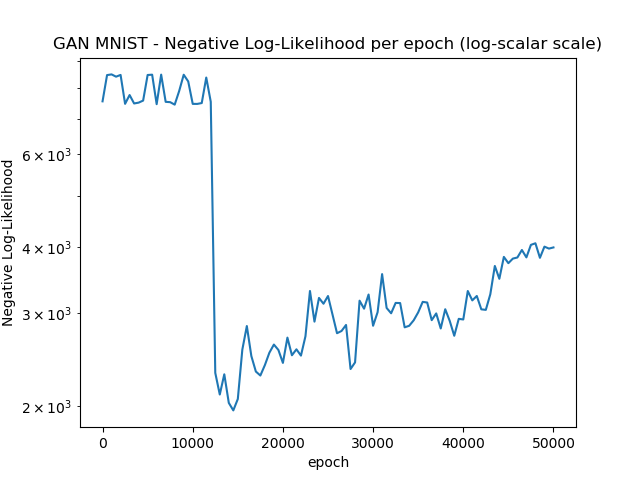 GAN MNIST - Negative Log-Likelihood per epoch (log-scalar scale)
Negative Log-Likelihood
6 × 10³
4 × 10³
3 × 10³
2 × 10³
0 10000 20000 30000 40000 50000
epoch